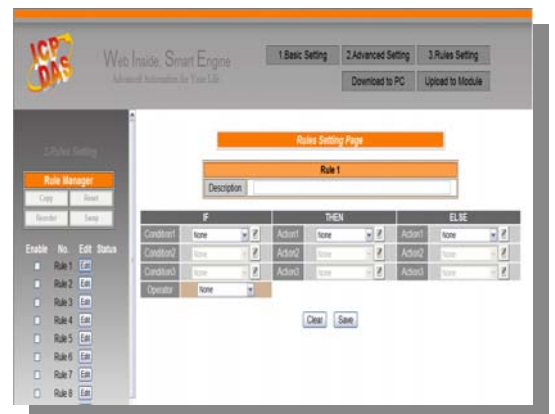 ICP DAS
Web Inside, Smart Engine
Advanced Automation for Your Life
1.Basic Setting 2.Advanced Setting 3.Rules Setting
Download to PC Upload to Module
3.Rules Setting
Rule Manager
Copy Reset
Reorder Swap
Enable No. Edit Status
Rule 1 Edit
Rule 2 Edit
Rule 3 Edit
Rule 4 Edit
Rule 5 Edit
Rule 6 Edit
Rule 7 Edit
Rule 8 Edit
Rules Setting Page
Rule 1
Description
IF THEN ELSE
Condition1 None Action1 None Action1 None
Condition2 None Action2 None Action2 None
Condition3 None Action3 None Action3 None
Operator None
Clear Save